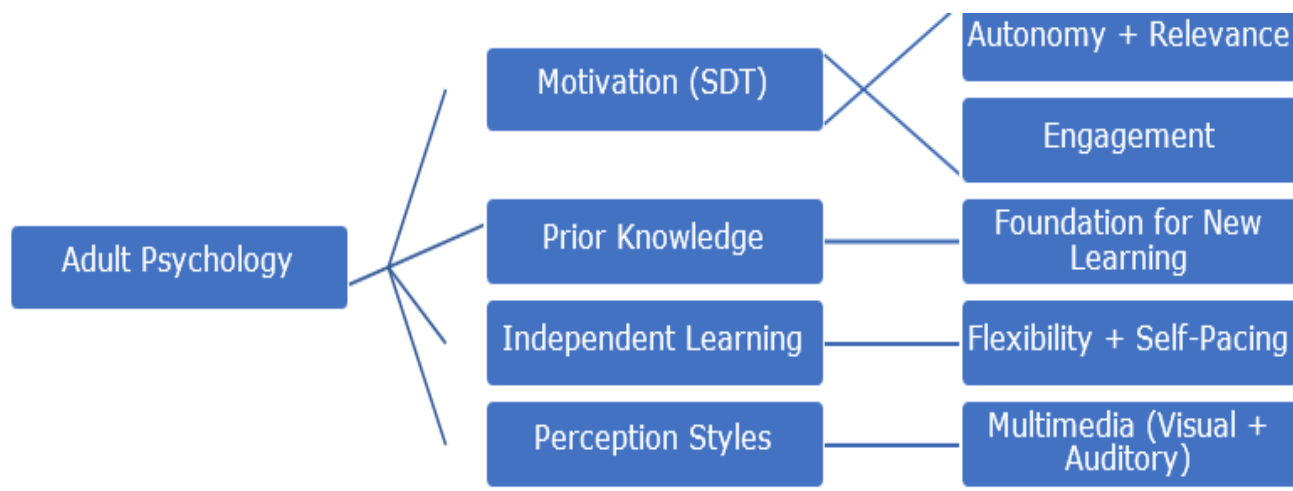 Autonomy + Relevance
Motivation (SDT)
Engagement
Prior Knowledge
Foundation for New
Learning
Adult Psychology
Independent Learning
Flexibility + Self-Pacing
Perception Styles
Multimedia (Visual +
Auditory)